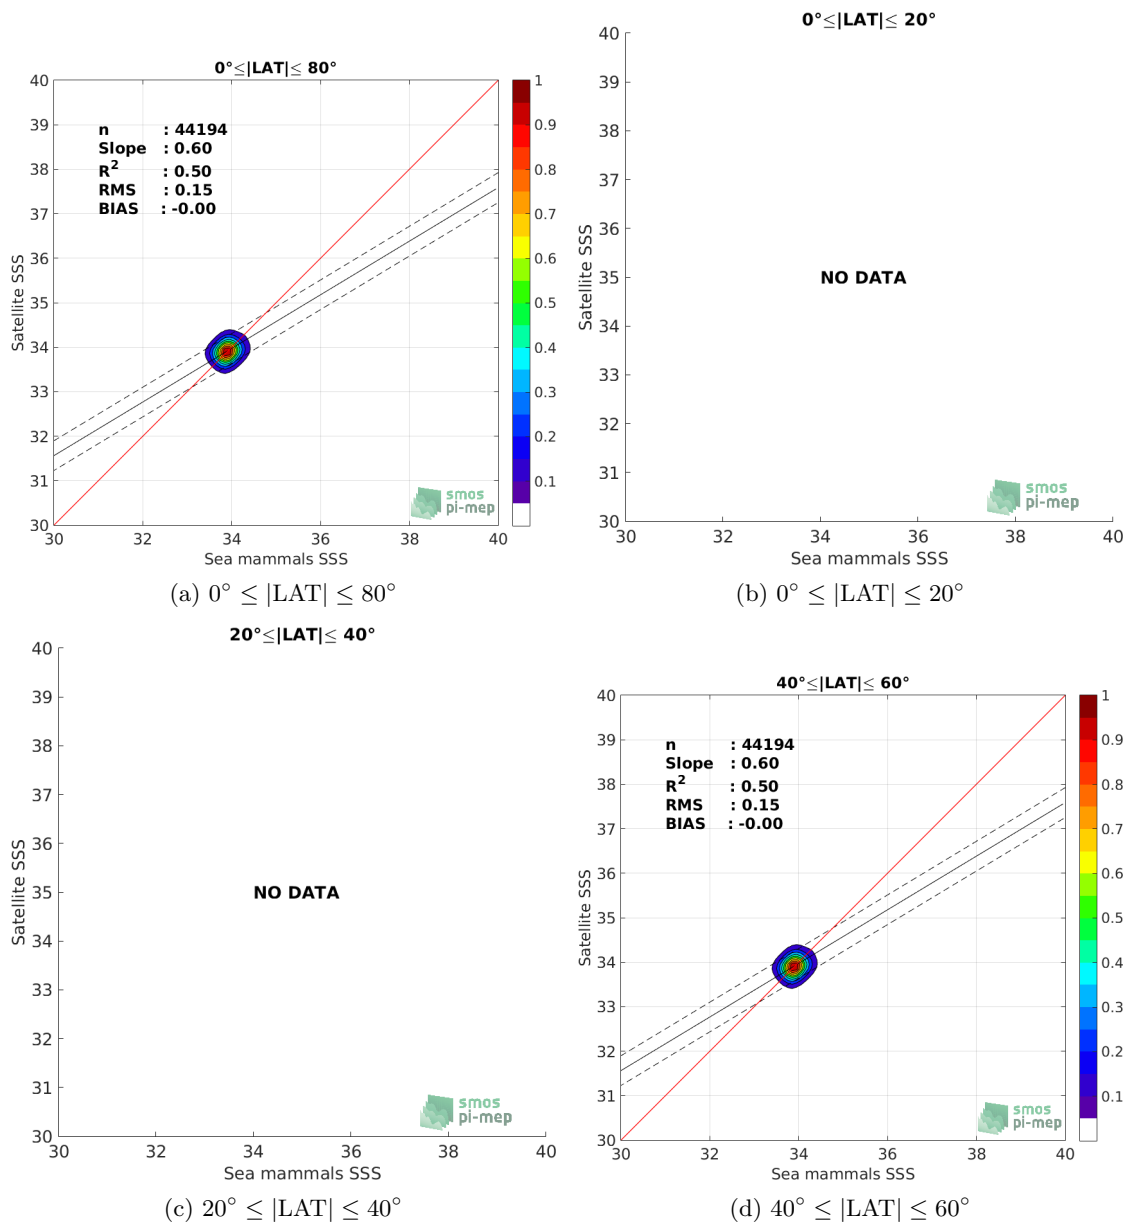 0°≤|LAT|≤ 80°
40
39
38
37
36
35
34
33
32
31
30
Satellite SSS
n : 44194
Slope : 0.60
R² : 0.50
RMS : 0.15
BIAS : -0.00
smos
pi-mep
30 32 34 36 38 40
Sea mammals SSS
1
0.9
0.8
0.7
0.6
0.5
0.4
0.3
0.2
0.1
(a) 0° ≤ |LAT| ≤ 80°
0°≤|LAT|≤ 20°
40
39
38
37
36
35
34
33
32
31
30
Satellite SSS
NO DATA
smos
pi-mep
30 32 34 36 38 40
Sea mammals SSS
(b) 0° ≤ |LAT| ≤ 20°
20°≤|LAT|≤ 40°
40
39
38
37
36
35
34
33
32
31
30
Satellite SSS
NO DATA
smos
pi-mep
30 32 34 36 38 40
Sea mammals SSS
(c) 20° ≤ |LAT| ≤ 40°
40°≤|LAT|≤ 60°
40
39
38
37
36
35
34
33
32
31
30
Satellite SSS
n : 44194
Slope : 0.60
R² : 0.50
RMS : 0.15
BIAS : -0.00
smos
pi-mep
30 32 34 36 38 40
Sea mammals SSS
1
0.9
0.8
0.7
0.6
0.5
0.4
0.3
0.2
0.1
(d) 40° ≤ |LAT| ≤ 60°